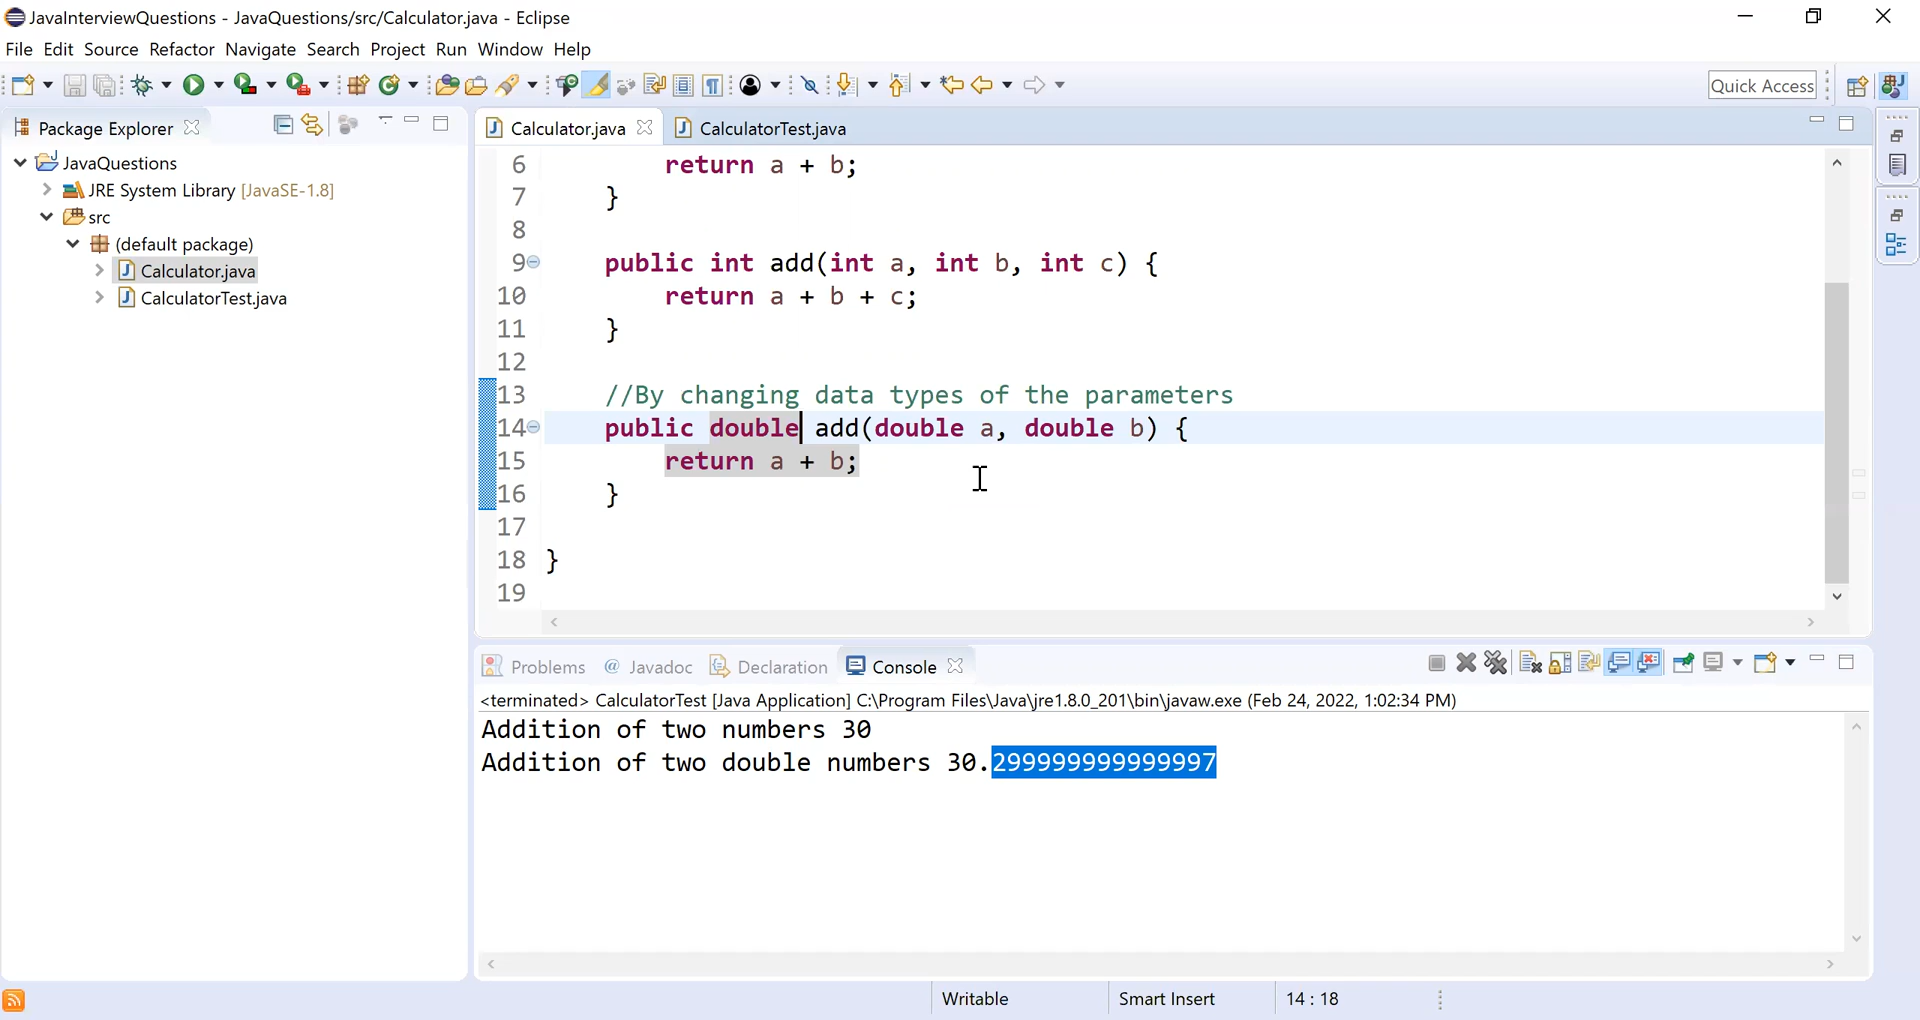 JavaInterviewQuestions - JavaQuestions/src/Calculator.java - Eclipse
File Edit Source Refactor Navigate Search Project Run Window Help
Quick Access
Package Explorer
JavaQuestions
JRE System Library [JavaSE-1.8]
src
(default package)
Calculator.java
CalculatorTest.java
Calculator.java CalculatorTest.java
6 return a + b;
7 }
8
9 public int add(int a, int b, int c) {
10 return a + b + c;
11 }
12
13 //By changing data types of the parameters
14 public double add(double a, double b) {
15 return a + b;
16 }
17
18 }
19
Problems @ Javadoc Declaration Console
<terminated> CalculatorTest [Java Application] C:\Program Files\Java\jre1.8.0_201\bin\javaw.exe (Feb 24, 2022, 1:02:34 PM)
Addition of two numbers 30
Addition of two double numbers 30.299999999999997
Writable Smart Insert 14 : 18